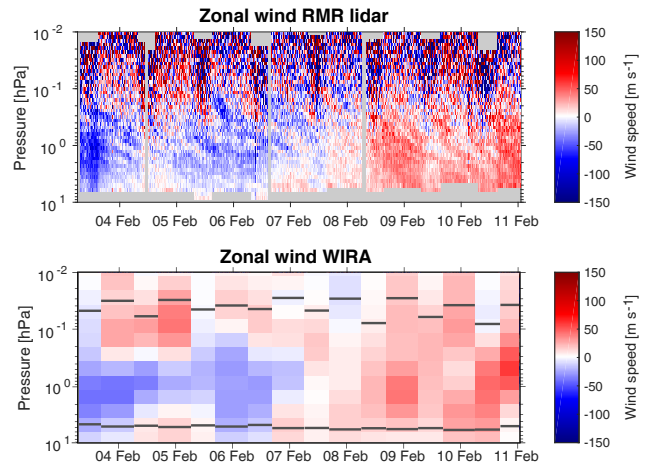 Zonal wind RMR lidar
10-2
10-1
10 0
10 1
Pressure [hPa]
04 Feb 05 Feb 06 Feb 07 Feb 08 Feb 09 Feb 10 Feb 11 Feb
150
100
50
0
-50
-100
-150
Wind speed [m s-1]
Zonal wind WIRA
10-2
10-1
10 0
10 1
Pressure [hPa]
04 Feb 05 Feb 06 Feb 07 Feb 08 Feb 09 Feb 10 Feb 11 Feb
150
100
50
0
-50
-100
-150
Wind speed [m s-1]